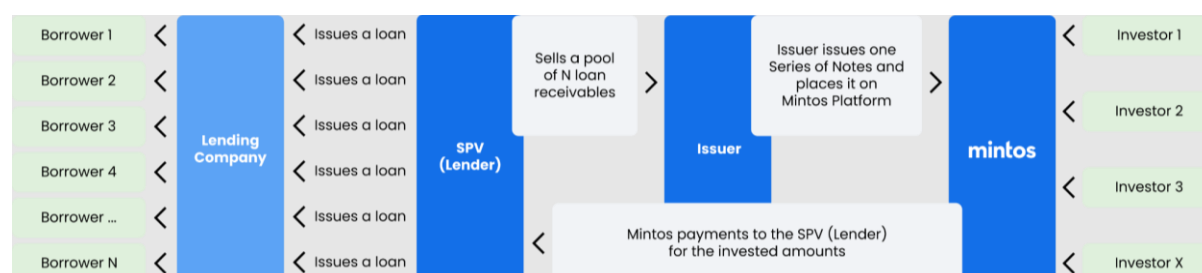 Borrower 1
Borrower 2
Borrower 3
Borrower 4
Borrower ...
Borrower N
Lending
Company
Issues a loan
Issues a loan
Issues a loan
Issues a loan
Issues a loan
Issues a loan
SPV
(Lender)
Sells a pool
of N loan
receivables
Issuer
Issuer issues one
Series of Notes and
places it on
Mintos Platform
Mintos payments to the SPV (Lender)
for the invested amounts
mintos
Investor 1
Investor 2
Investor 3
Investor X